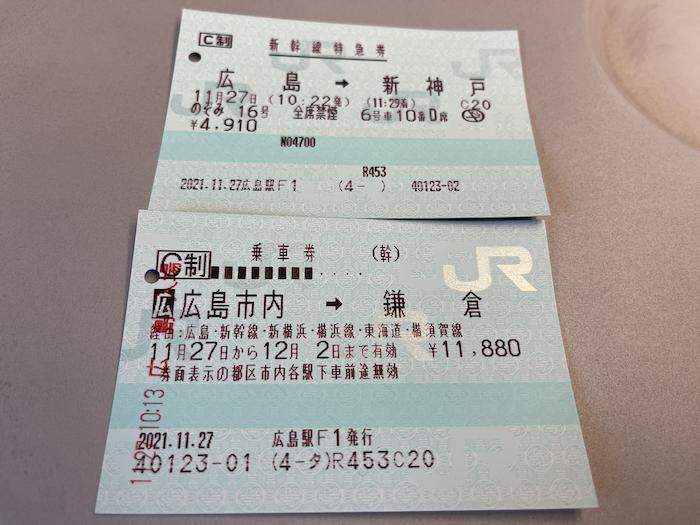 C制 新幹線特急券
広島 → 新神戸
11月27日 (10:22発) (11:29着) C20
のぞみ 16号 全席禁煙 6号車10番D席
¥4,910
N04700
R453
2021.11.27広島駅F1 (4- ) 40123-02
C制 乗車券 (幹)
JR
広 広島市内 → 鎌倉
経由:広島・新幹線・新横浜・横浜線・東海道・横須賀線
11月27日から12月 2日まで有効 ¥11,880
券面表示の都区市内各駅下車前途無効
2021.11.27 広島駅F1発行
40123-01 (4-タ)R453C20
10:13